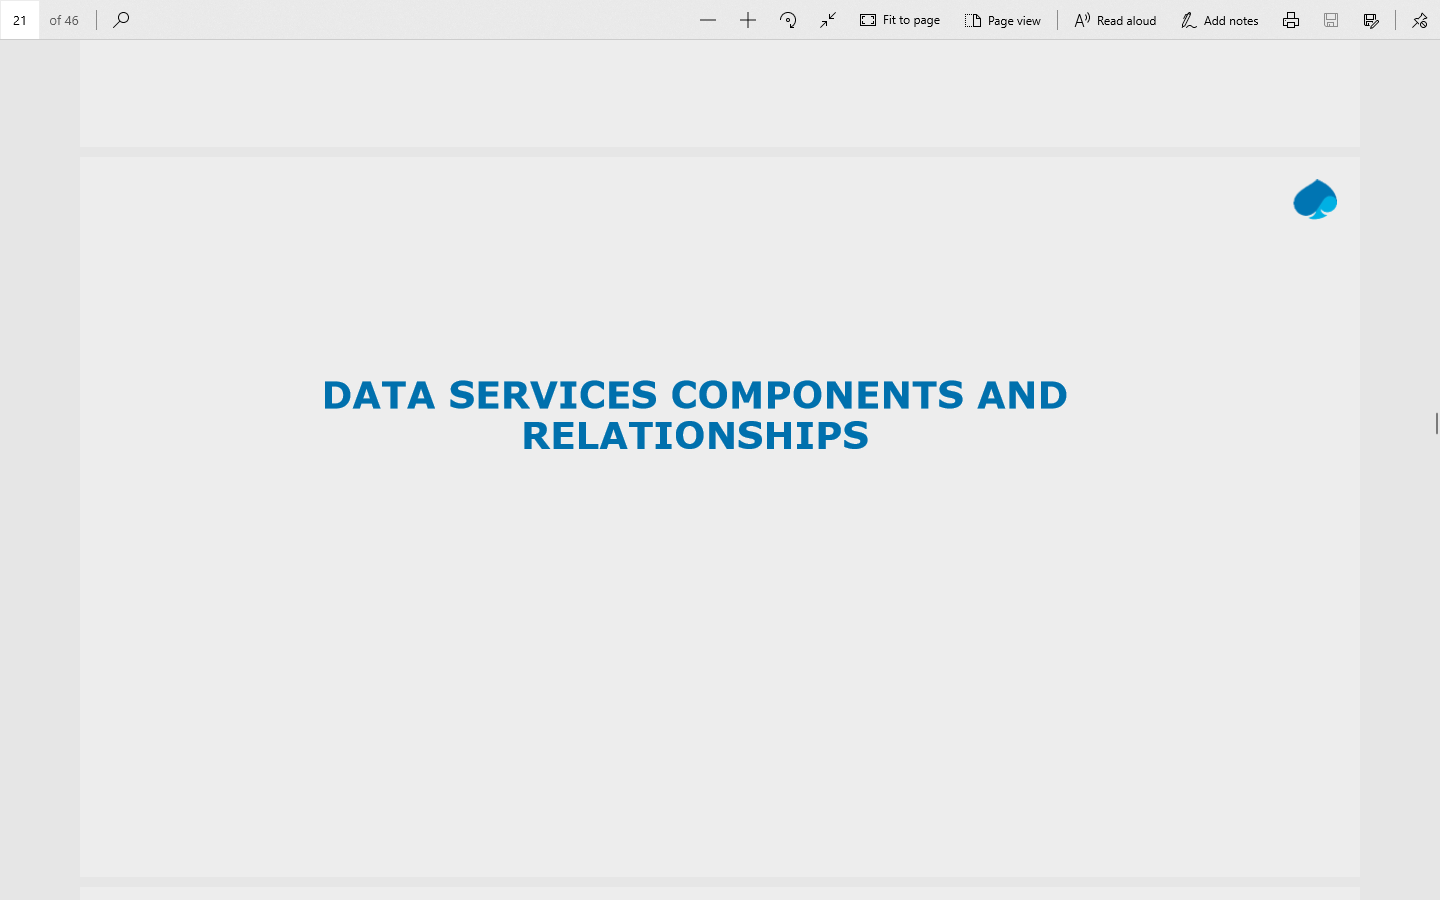 21 of 46 Fit to page Page view Read aloud Add notes
DATA SERVICES COMPONENTS AND
RELATIONSHIPS